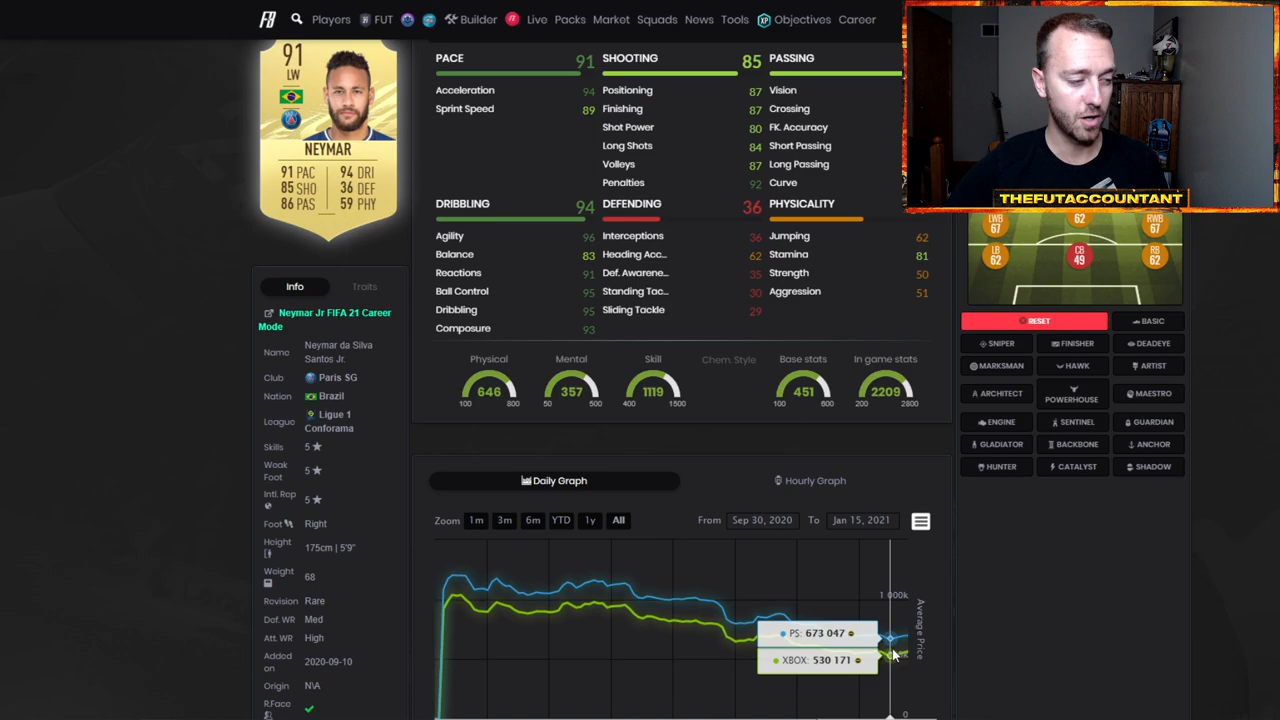 FB Players FUT Builder Live Packs Market Squads News Tools XP Objectives Career
91
LW
NEYMAR
91 PAC 94 DRI
85 SHO 36 DEF
86 PAS 59 PHY
PACE 91
Acceleration 94
Sprint Speed 89
SHOOTING 85
Positioning 87
Finishing 87
Shot Power 80
Long Shots 84
Volleys 87
Penalties 92
PASSING
Vision
Crossing
FK. Accuracy
Short Passing
Long Passing
Curve
DRIBBLING 94
Agility 96
Balance 83
Reactions 91
Ball Control 95
Dribbling 95
Composure 93
DEFENDING 36
Interceptions 36
Heading Acc... 62
Def. Awarene... 35
Standing Tac... 30
Sliding Tackle 29
PHYSICALITY
Jumping 62
Stamina 81
Strength 50
Aggression 51
Physical
646
100 800
Mental
357
50 500
Skill
1119
400 1500
Chem. Style
Base stats
451
100 600
In game stats
2209
200 2800
THEFUTACCOUNTANT
LWB
67
62
RWB
67
LB
62
CB
49
RB
62
RESET BASIC
SNIPER FINISHER DEADEYE
MARKSMAN HAWK ARTIST
ARCHITECT POWERHOUSE MAESTRO
ENGINE SENTINEL GUARDIAN
GLADIATOR BACKBONE ANCHOR
HUNTER CATALYST SHADOW
Info Traits
Neymar Jr FIFA 21 Career
Mode
Name Neymar da Silva
Santos Jr.
Club Paris SG
Nation Brazil
League Ligue 1
Conforama
Skills 5
Weak
Foot 5
Intl. Rep 5
Foot Right
Height 175cm | 5'9"
Weight 68
Revision Rare
Def. WR Med
Att. WR High
Added
on 2020-09-10
Origin N\A
R.Face
Daily Graph Hourly Graph
Zoom 1m 3m 6m YTD 1y All From Sep 30, 2020 To Jan 15, 2021
1 000k
PS: 673 047
XBOX: 530 171
Average Price
0